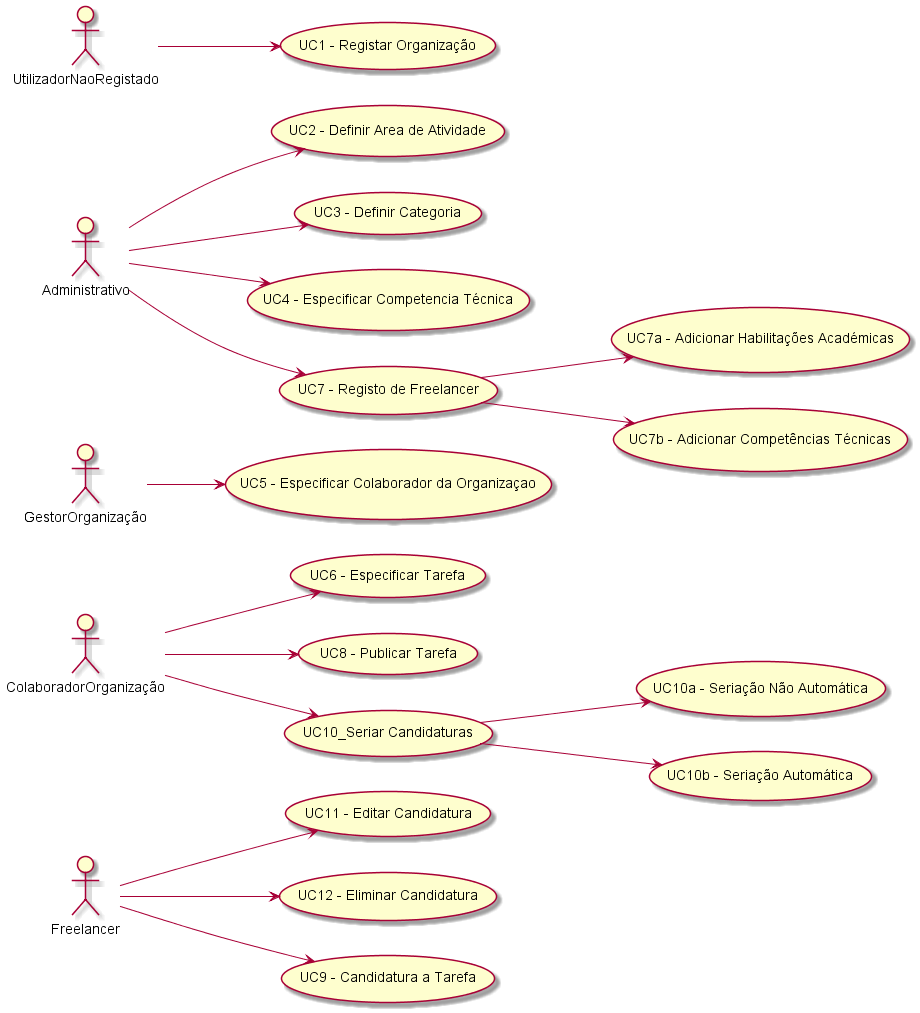 UtilizadorNaoRegistado
UC1 - Registar Organização
Administrativo
UC2 - Definir Area de Atividade
UC3 - Definir Categoria
UC4 - Especificar Competencia Técnica
UC7 - Registo de Freelancer
UC7a - Adicionar Habilitações Académicas
UC7b - Adicionar Competências Técnicas
GestorOrganização
UC5 - Especificar Colaborador da Organizaçao
ColaboradorOrganização
UC6 - Especificar Tarefa
UC8 - Publicar Tarefa
UC10_Seriar Candidaturas
UC10a - Seriação Não Automática
UC10b - Seriação Automática
Freelancer
UC11 - Editar Candidatura
UC12 - Eliminar Candidatura
UC9 - Candidatura a Tarefa